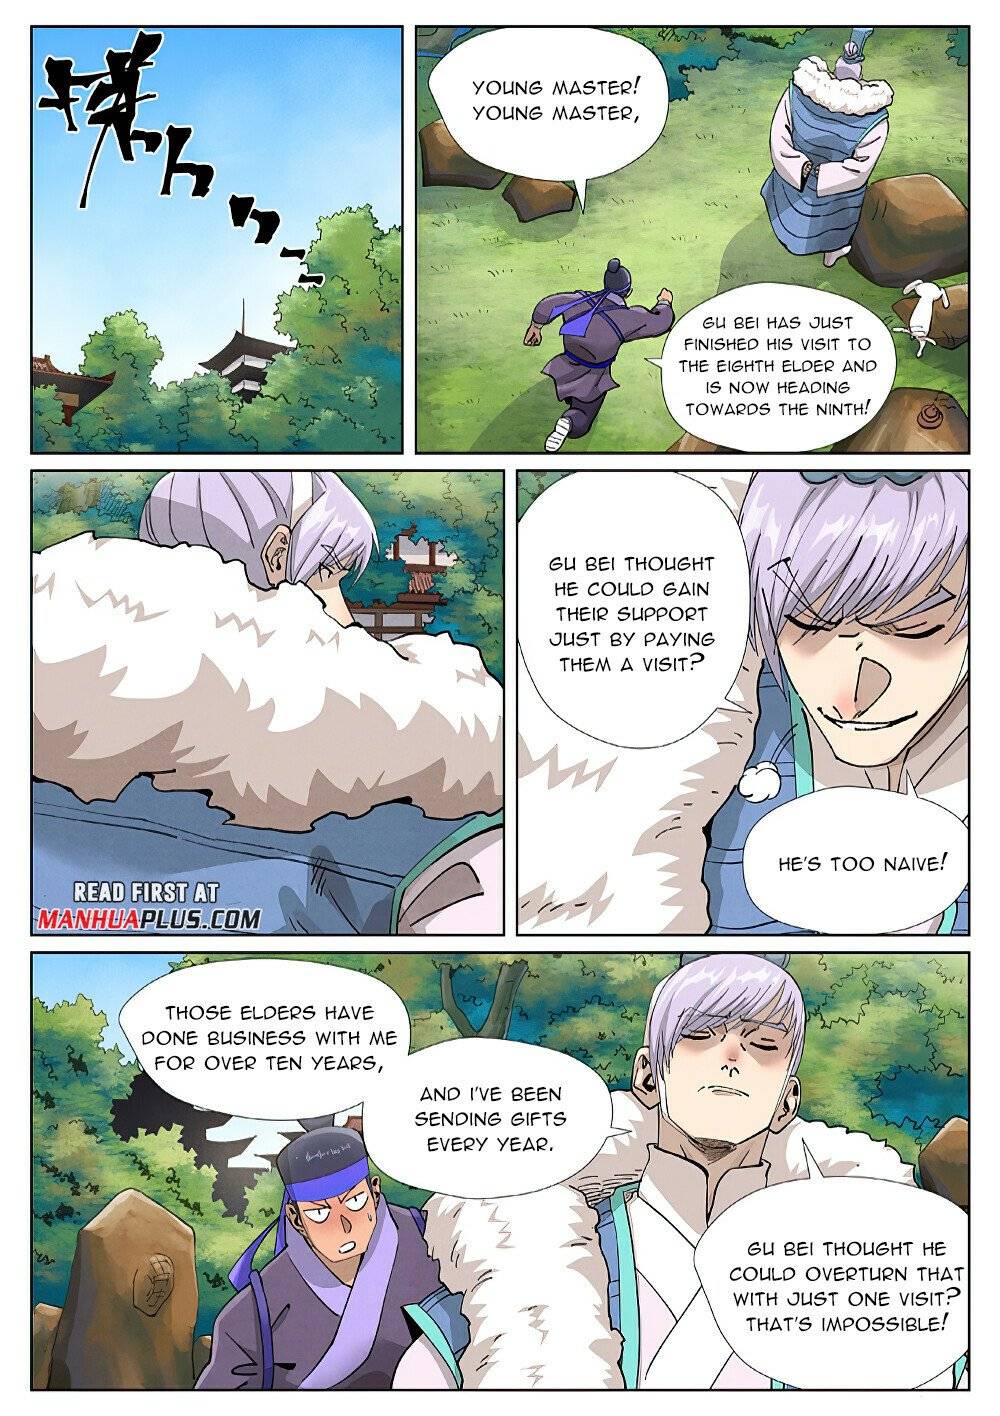 YOUNG MASTER!
YOUNG MASTER,
GU BEI HAS JUST
FINISHED HIS VISIT TO
THE EIGHTH ELDER AND
IS NOW HEADING
TOWARDS THE NINTH!
GU BEI THOUGHT
HE COULD GAIN
THEIR SUPPORT
JUST BY PAYING
THEM A VISIT?
HE'S TOO NAIVE!
READ FIRST AT
MANHUAPLUS.COM
THOSE ELDERS HAVE
DONE BUSINESS WITH ME
FOR OVER TEN YEARS,
AND I'VE BEEN
SENDING GIFTS
EVERY YEAR.
GU BEI THOUGHT HE
COULD OVERTURN THAT
WITH JUST ONE VISIT?
THAT'S IMPOSSIBLE!